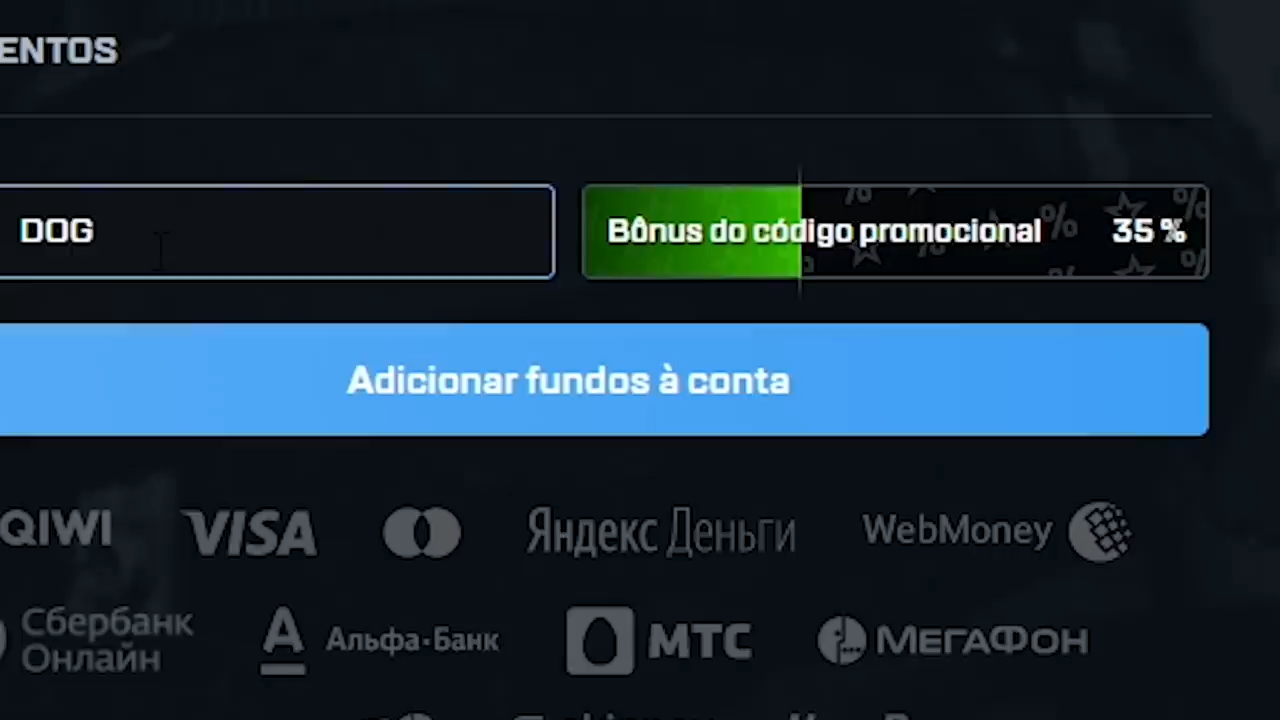 ENTOS
DOG
Bônus do código promocional 35 %
Adicionar fundos à conta
QIWI VISA Яндекс Деньги WebMoney
Сбербанк
Онлайн
Альфа·Банк МТС МЕГАФОН